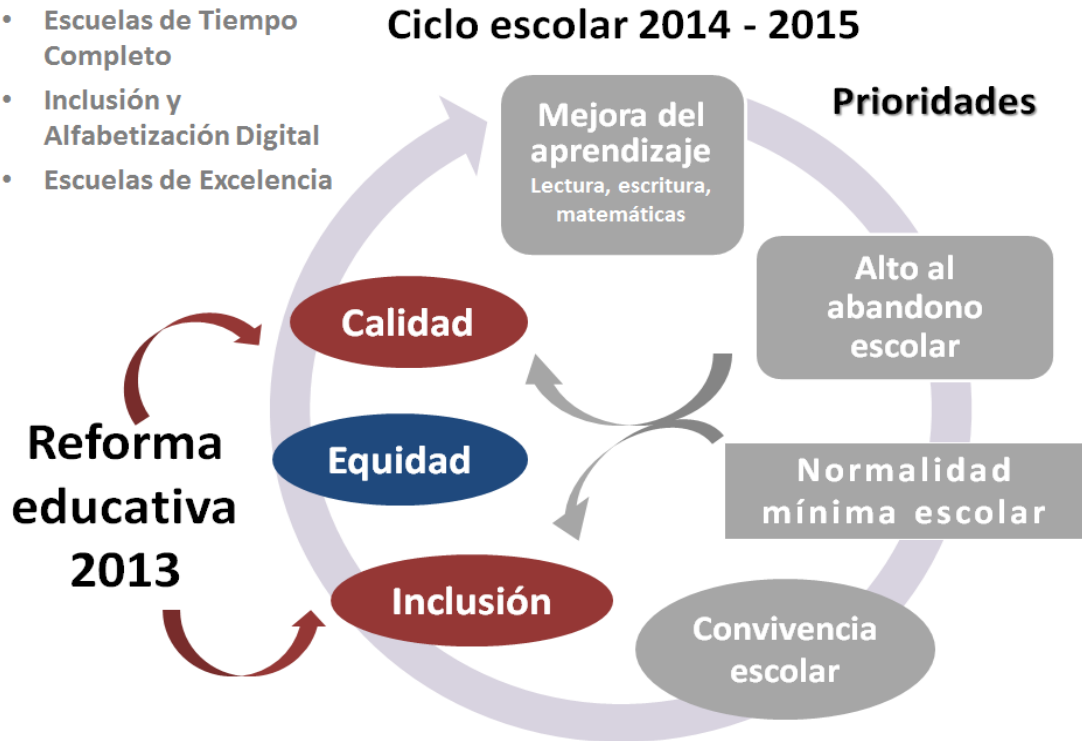 • Escuelas de Tiempo
Completo
• Inclusión y
Alfabetización Digital
• Escuelas de Excelencia
Ciclo escolar 2014 - 2015
Prioridades
Mejora del
aprendizaje
Lectura, escritura,
matemáticas
Alto al
abandono
escolar
Normalidad
mínima escolar
Convivencia
escolar
Calidad
Equidad
Inclusión
Reforma
educativa
2013